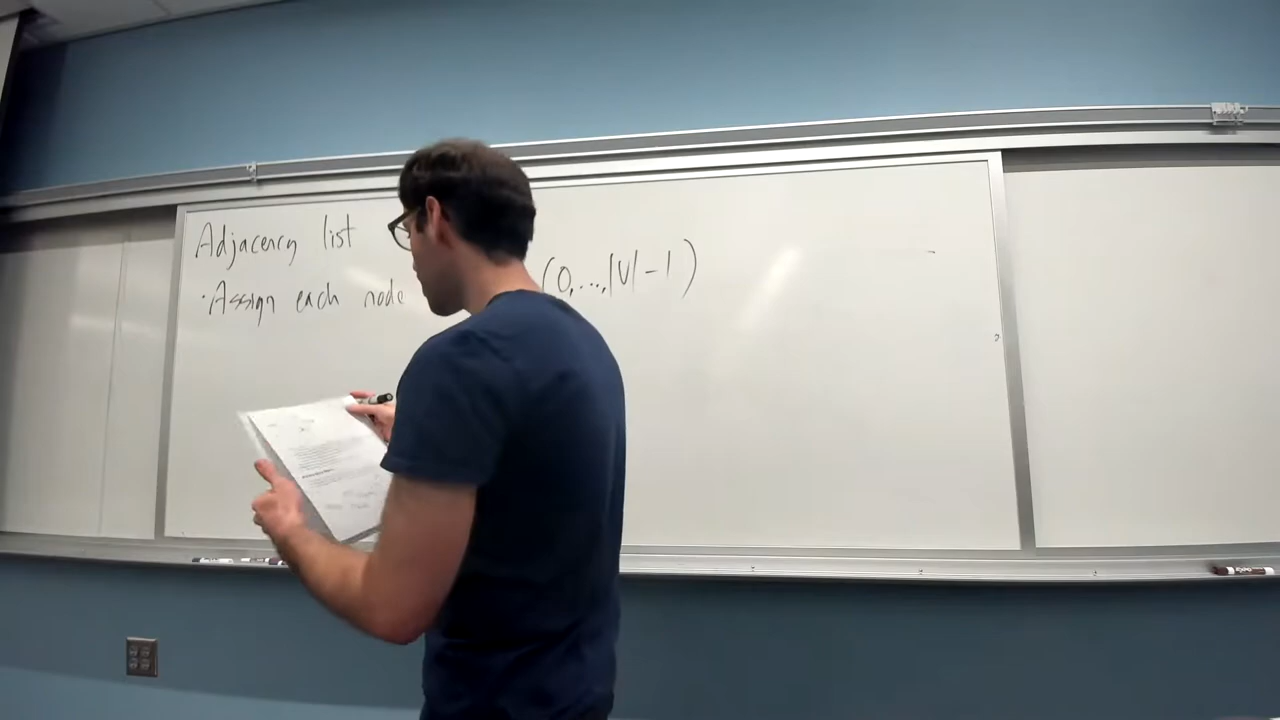 Adjacency list
·Assign each node (0,...,|V|-1)